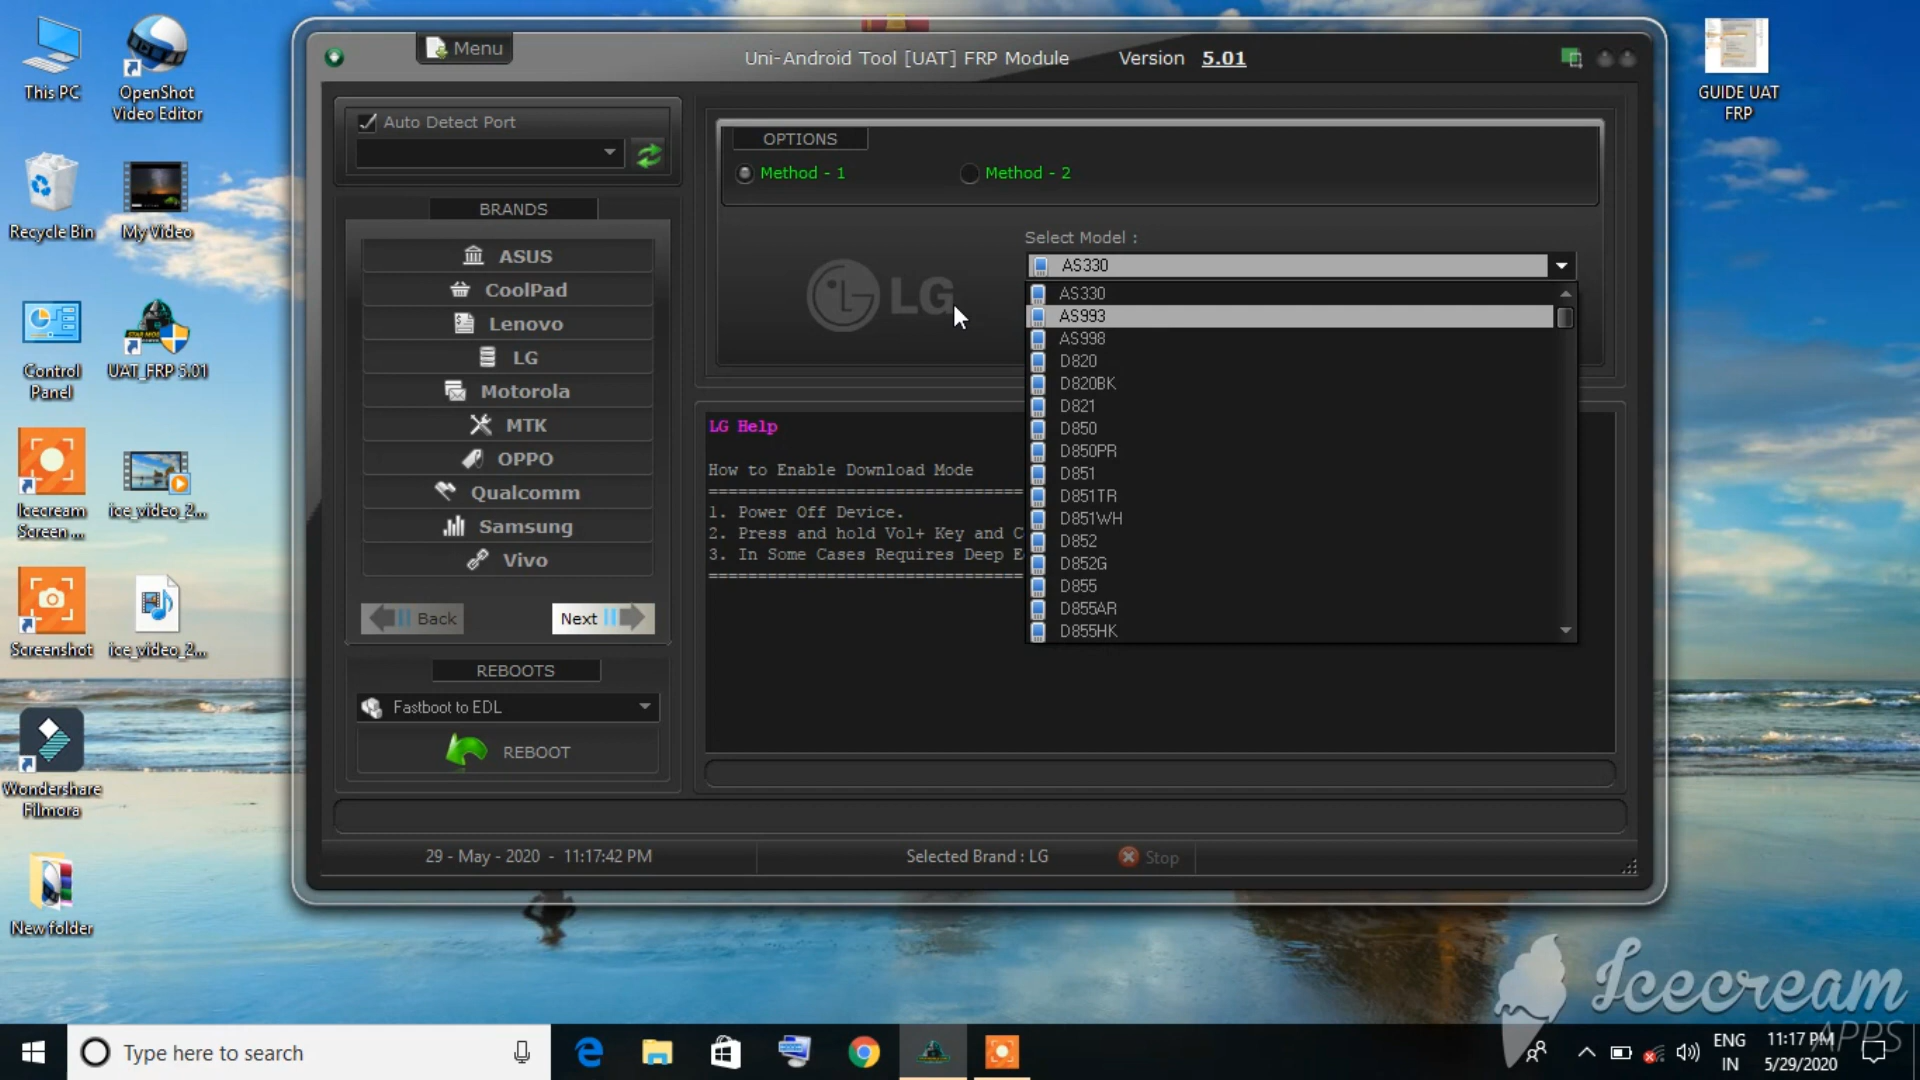 This PC
OpenShot
Video Editor
Recycle Bin
My Video
Control
Panel
UAT_FRP 5.01
Icecream
Screen ...
ice_video_2...
Screenshot
ice_video_2...
Wondershare
Filmora
New folder
GUIDE UAT
FRP
Menu
Uni-Android Tool [UAT] FRP Module
Version 5.01
Auto Detect Port
BRANDS
ASUS
CoolPad
Lenovo
LG
Motorola
MTK
OPPO
Qualcomm
Samsung
Vivo
Back
Next
REBOOTS
Fastboot to EDL
REBOOT
OPTIONS
Method - 1
Method - 2
LG
Select Model :
AS330
AS330
AS993
AS998
D820
D820BK
D821
D850
D850PR
D851
D851TR
D851WH
D852
D852G
D855
D855AR
D855HK
LG Help
How to Enable Download Mode
================================
1. Power Off Device.
2. Press and hold Vol+ Key and C
3. In Some Cases Requires Deep E
================================
29 - May - 2020 - 11:17:42 PM
Selected Brand : LG
Stop
Icecream
APPS
Type here to search
ENG
IN
11:17 PM
5/29/2020